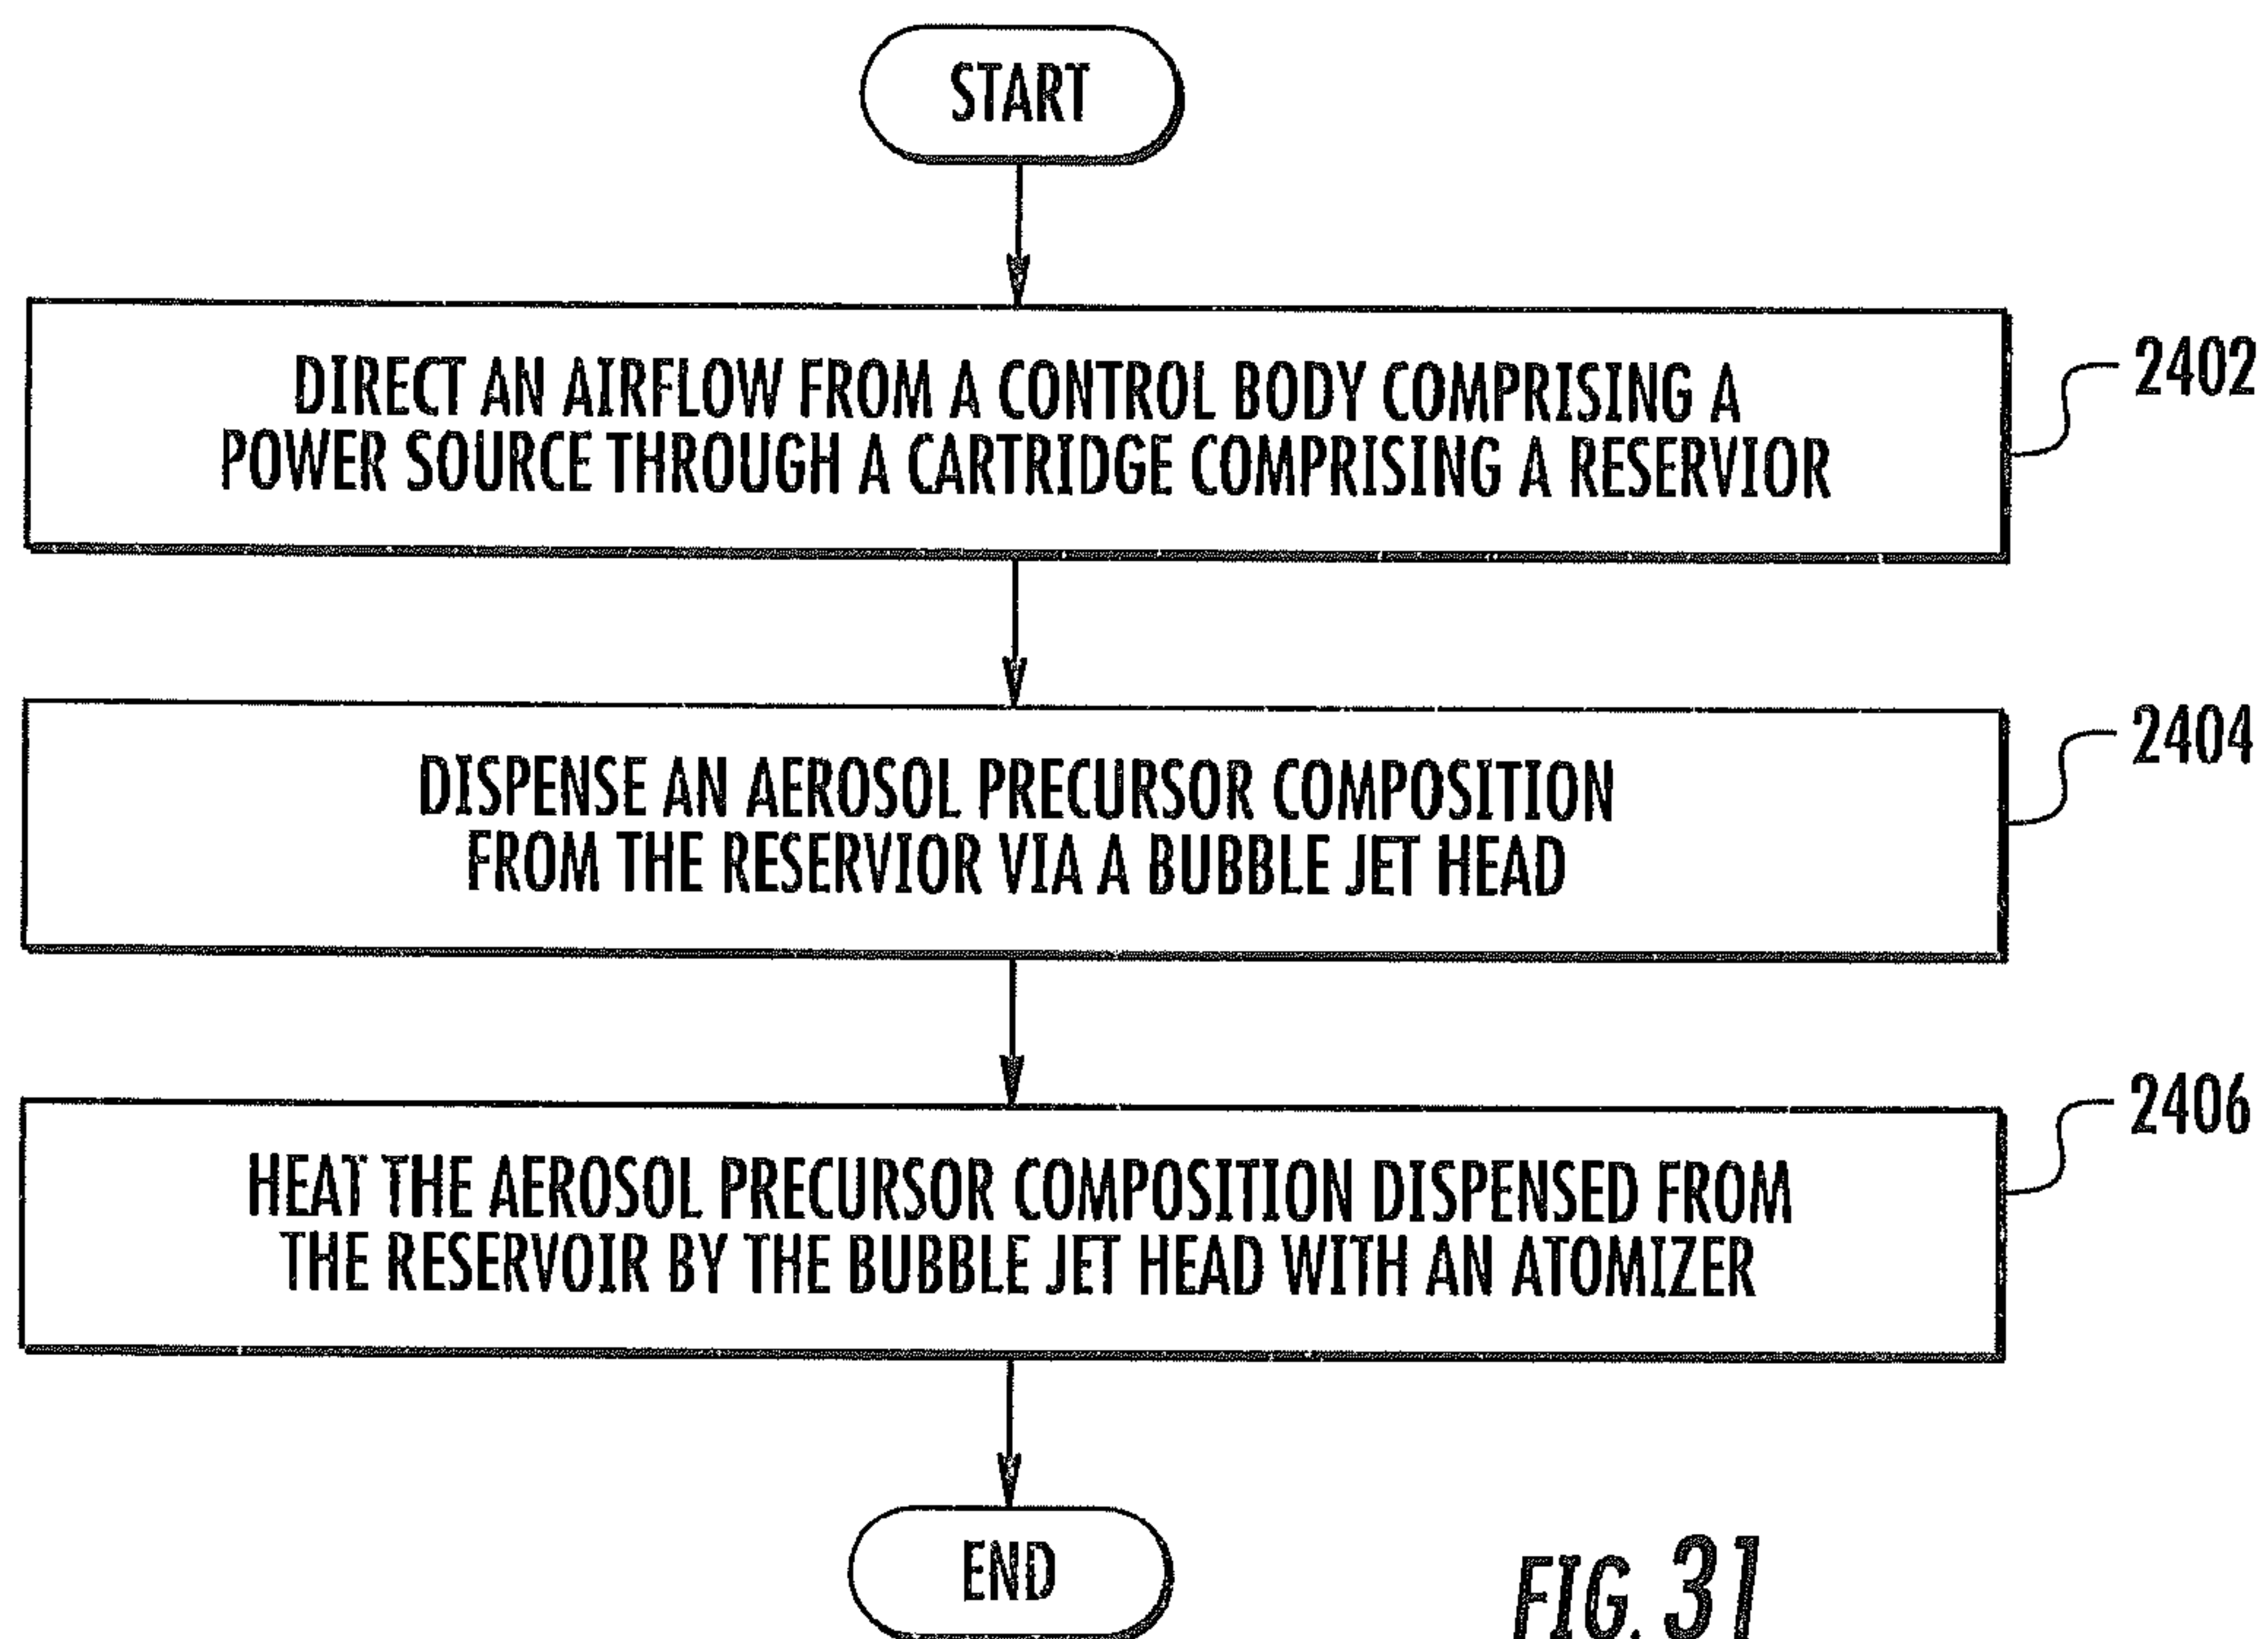 START
DIRECT AN AIRFLOW FROM A CONTROL BODY COMPRISING A
POWER SOURCE THROUGH A CARTRIDGE COMPRISING A RESERVIOR
2402
DISPENSE AN AEROSOL PRECURSOR COMPOSITION
FROM THE RESERVIOR VIA A BUBBLE JET HEAD
2404
HEAT THE AEROSOL PRECURSOR COMPOSITION DISPENSED FROM
THE RESERVOIR BY THE BUBBLE JET HEAD WITH AN ATOMIZER
2406
END
FIG. 31